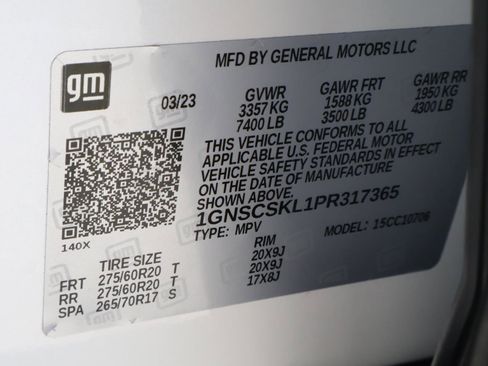 gm
MFD BY GENERAL MOTORS LLC
03/23 GVWR GAWR FRT GAWR RR
3357 KG 1588 KG 1950 KG
7400 LB 3500 LB 4300 LB
THIS VEHICLE CONFORMS TO ALL
APPLICABLE U.S. FEDERAL MOTOR
VEHICLE SAFETY STANDARDS IN EFFECT
ON THE DATE OF MANUFACTURE
SHOWN ABOVE.
1GNSCSKL1PR317365
TYPE: MPV MODEL: 15CC10706
140X
TIRE SIZE RIM
FRT 275/60R20 T 20X9J
RR 275/60R20 T 20X9J
SPA 265/70R17 S 17X8J